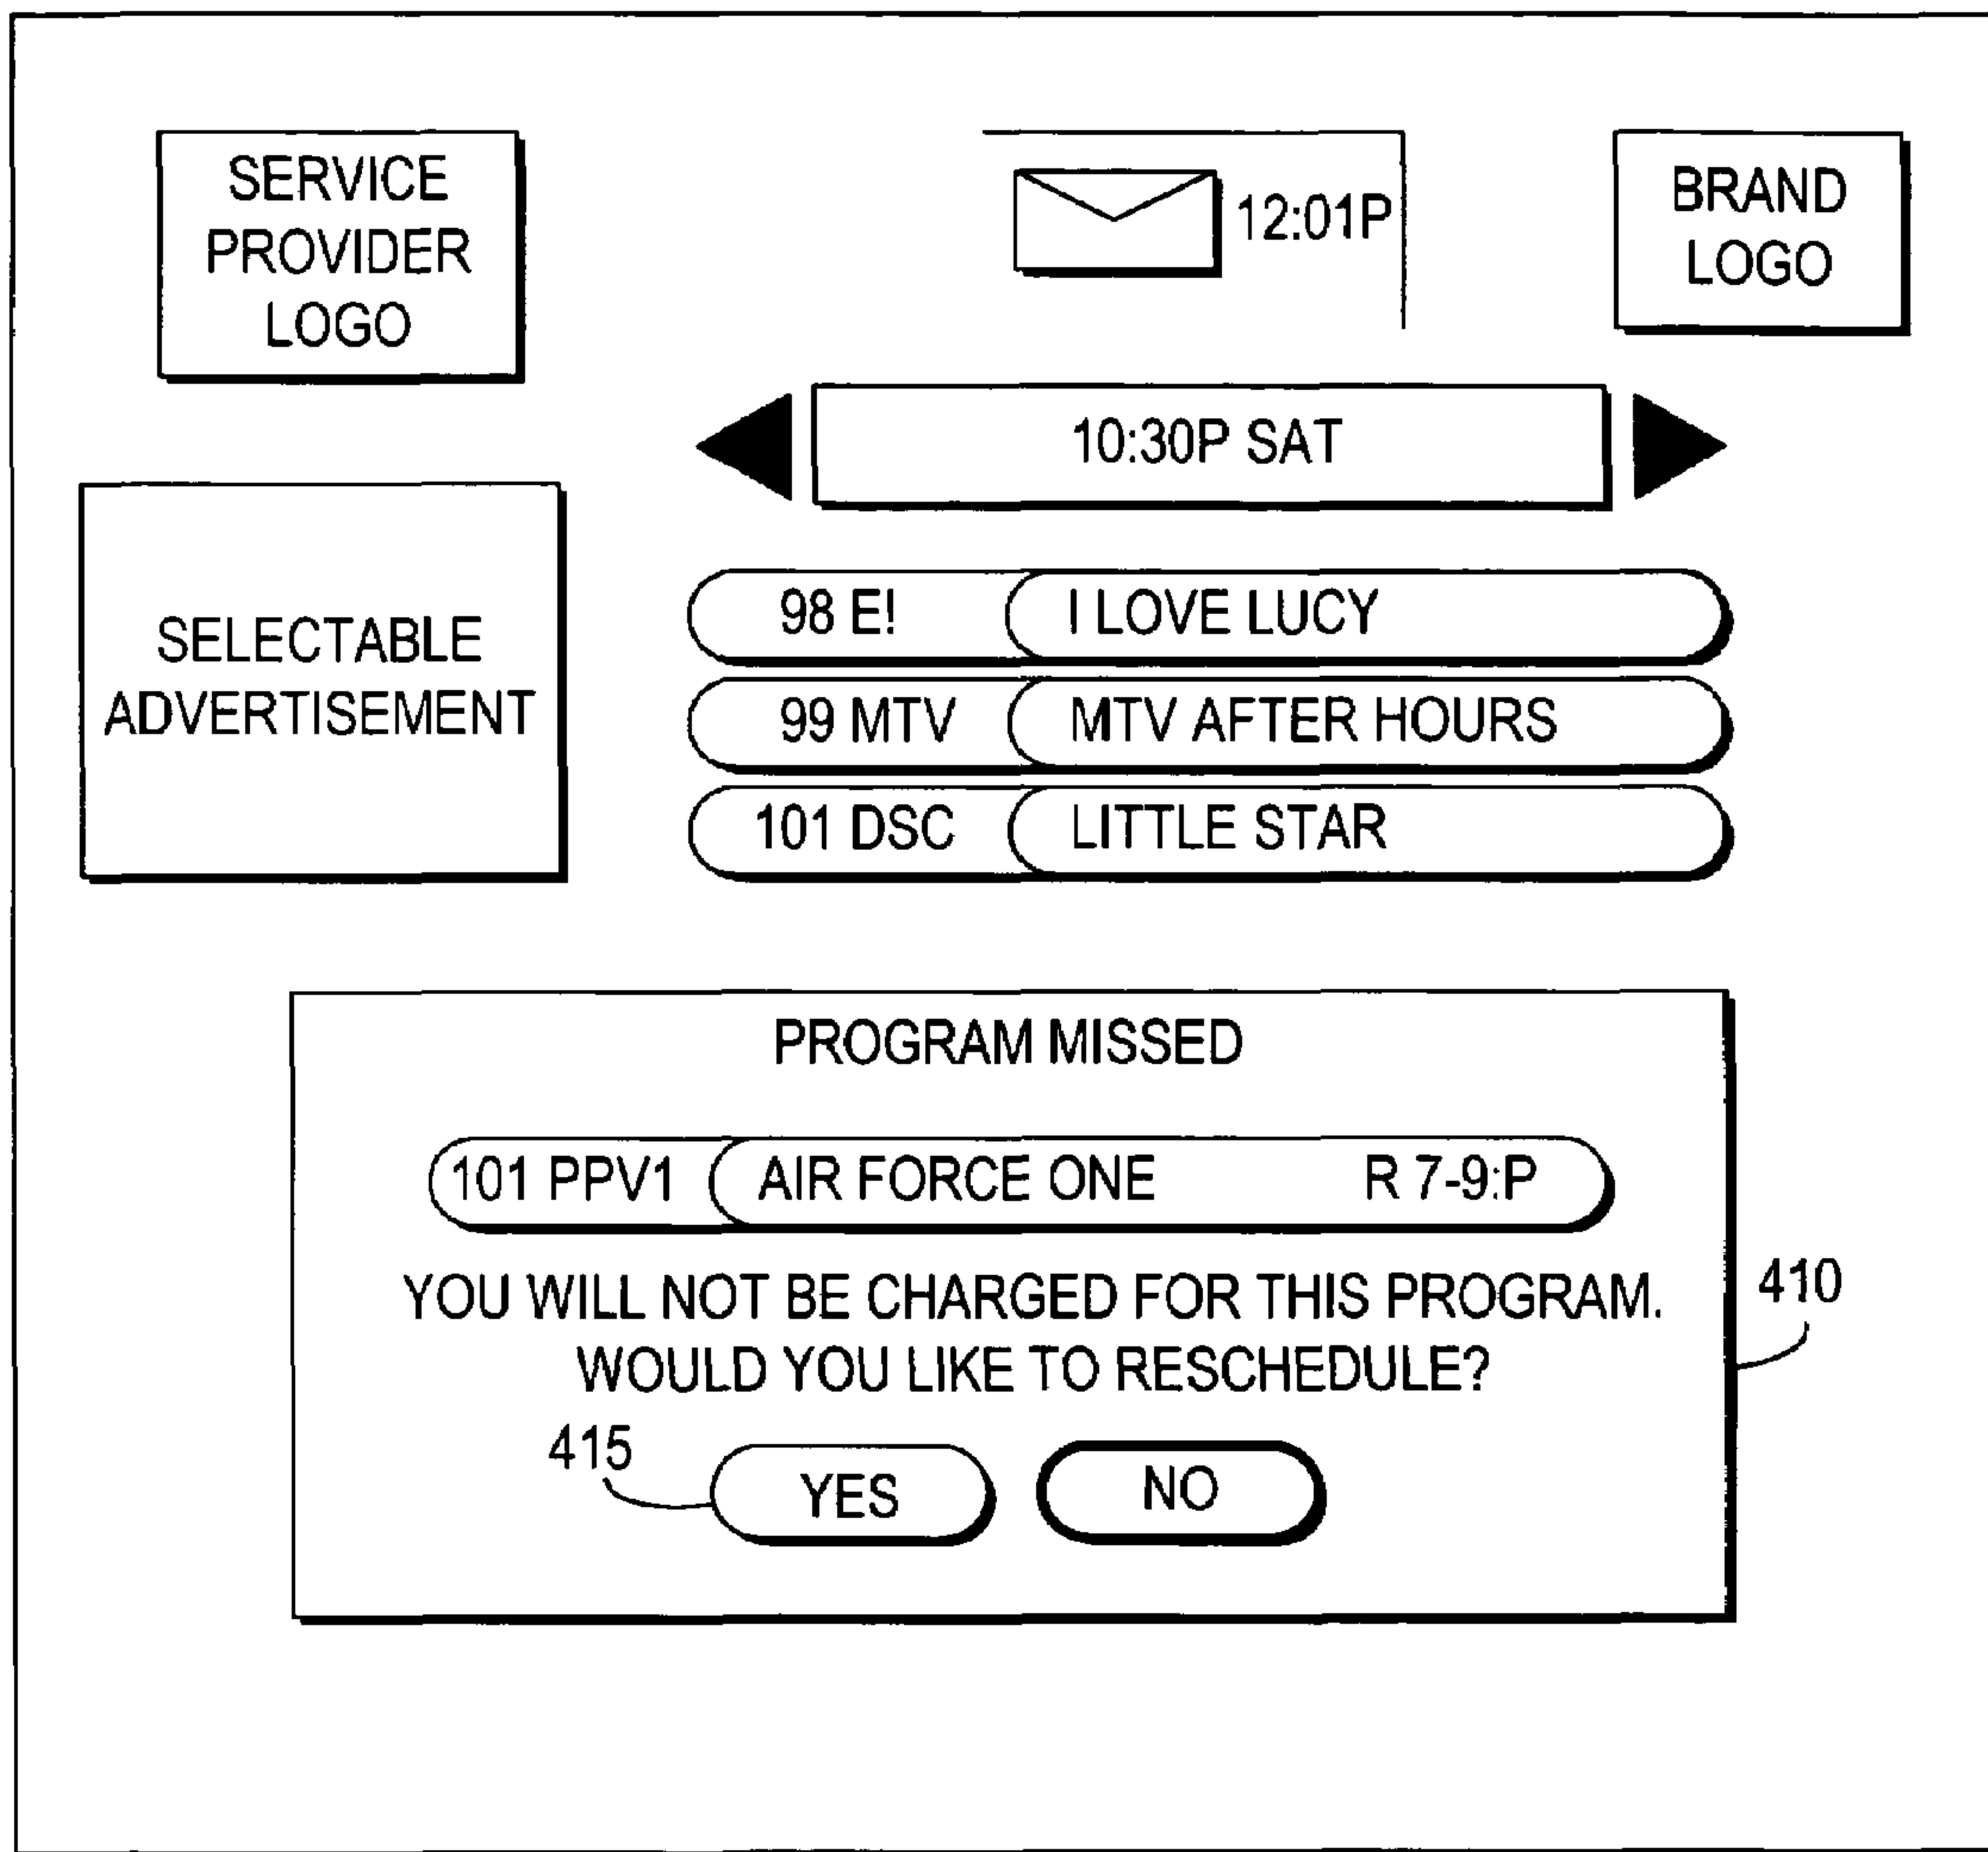 SERVICE
PROVIDER
LOGO
12:01P
BRAND
LOGO
10:30P SAT
SELECTABLE
ADVERTISEMENT
98 E! I LOVE LUCY
99 MTV MTV AFTER HOURS
101 DSC LITTLE STAR
PROGRAM MISSED
101 PPV1 AIR FORCE ONE R 7-9:P
YOU WILL NOT BE CHARGED FOR THIS PROGRAM.
WOULD YOU LIKE TO RESCHEDULE?
410
415
YES NO